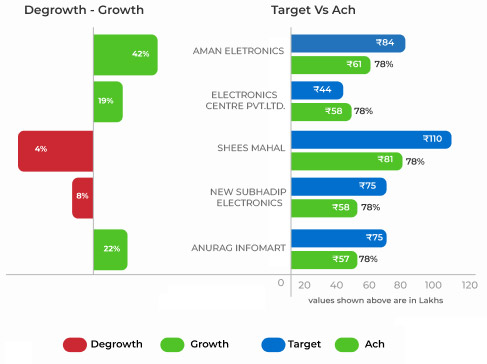 Degrowth - Growth
Target Vs Ach
42%
AMAN ELETRONICS
₹84
₹61 78%
19%
ELECTRONICS
CENTRE PVT.LTD.
₹44
₹58 78%
4%
SHEES MAHAL
₹110
₹81 78%
8%
NEW SUBHADIP
ELECTRONICS
₹75
₹58 78%
22%
ANURAG INFOMART
₹75
₹57 78%
0 20 40 60 80 100 120
values shown above are in Lakhs
Degrowth Growth Target Ach